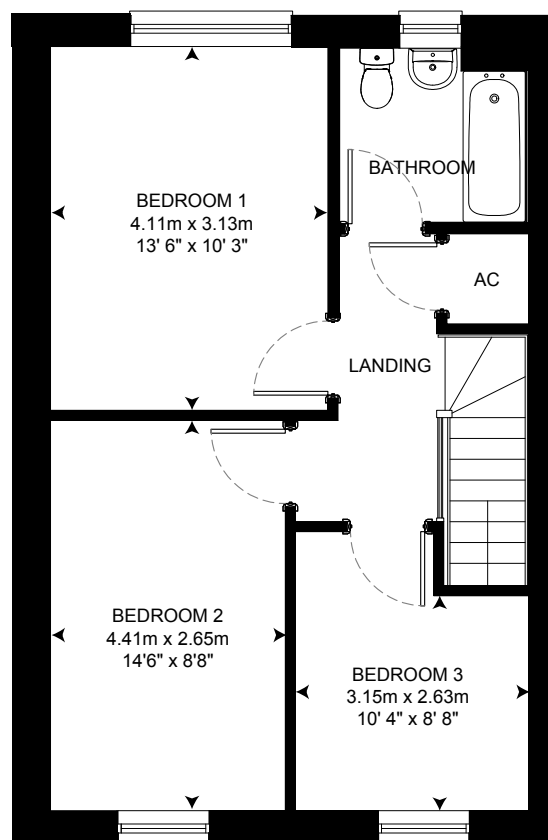 BATHROOM
BEDROOM 1
4.11m x 3.13m
13' 6" x 10' 3"
AC
LANDING
BEDROOM 2
4.41m x 2.65m
14'6" x 8'8"
BEDROOM 3
3.15m x 2.63m
10' 4" x 8' 8"